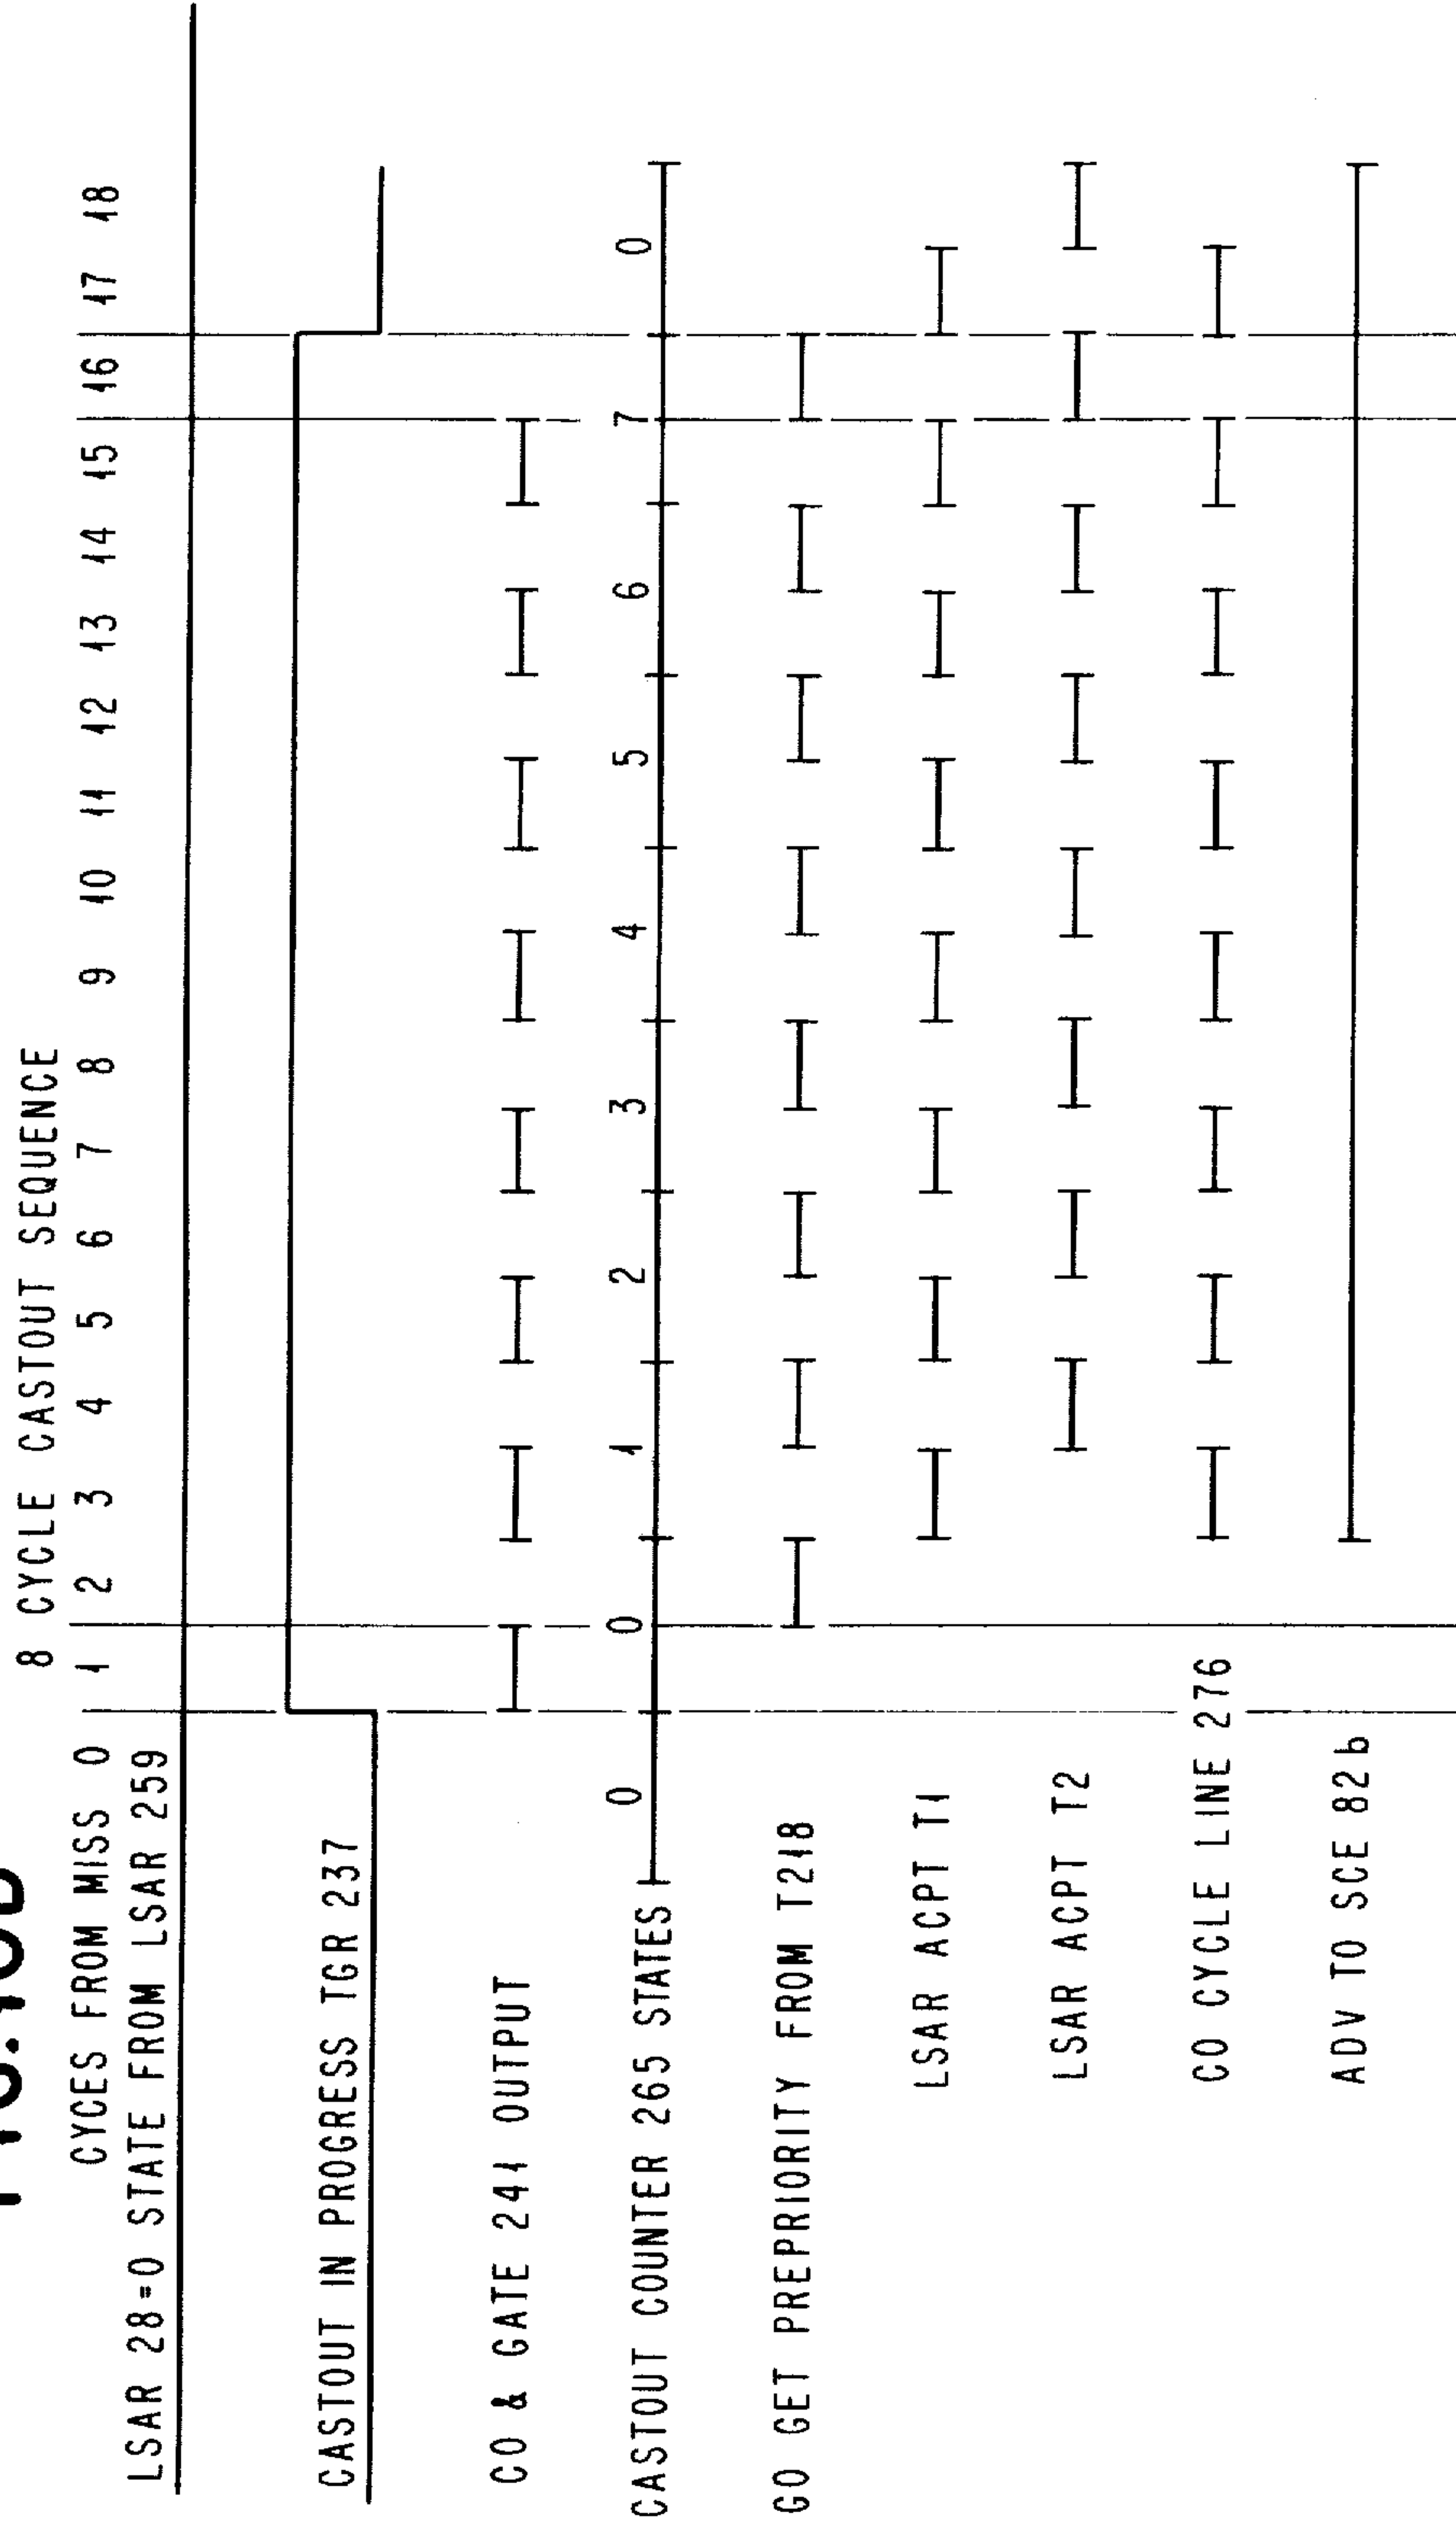 8 CYCLE CASTOUT SEQUENCE
CYCES FROM MISS 0 1 2 3 4 5 6 7 8 9 10 11 12 13 14 15 16 17 18
LSAR 28=0 STATE FROM LSAR 259
CASTOUT IN PROGRESS TGR 237
CO & GATE 241 OUTPUT
CASTOUT COUNTER 265 STATES 0 0 1 2 3 4 5 6 7 0
GO GET PREPRIORITY FROM T218
LSAR ACPT T1
LSAR ACPT T2
CO CYCLE LINE 276
ADV TO SCE 82b